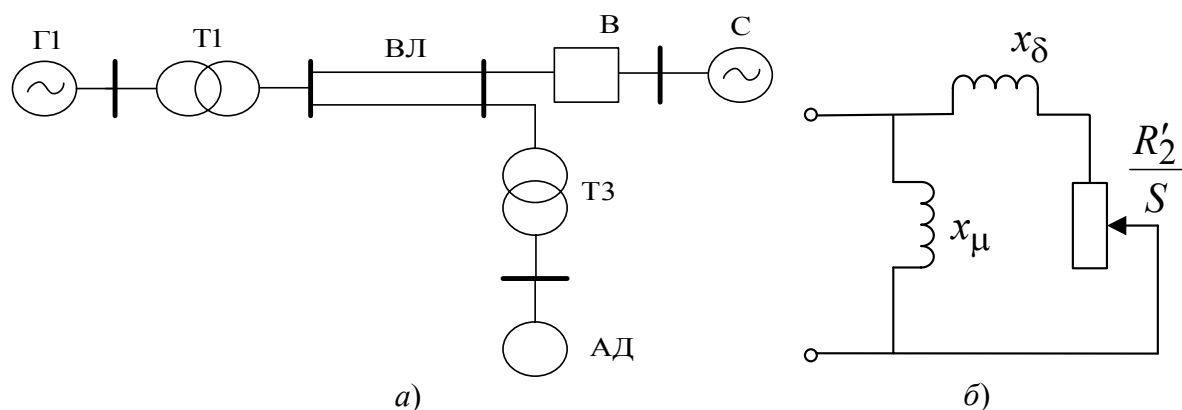 Г1
Т1
ВЛ
В
С
Т3
АД
а)
xδ
xμ
R′2
S
б)